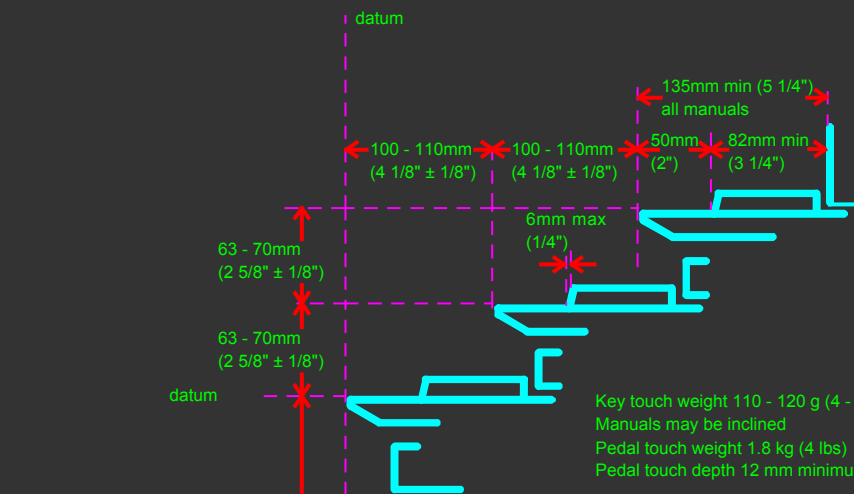 datum
135mm min (5 1/4")
all manuals
100 - 110mm
(4 1/8" ± 1/8")
100 - 110mm
(4 1/8" ± 1/8")
50mm
(2")
82mm min
(3 1/4")
6mm max
(1/4")
63 - 70mm
(2 5/8" ± 1/8")
63 - 70mm
(2 5/8" ± 1/8")
datum
Key touch weight 110 - 120 g (4 -
Manuals may be inclined
Pedal touch weight 1.8 kg (4 lbs)
Pedal touch depth 12 mm minimu